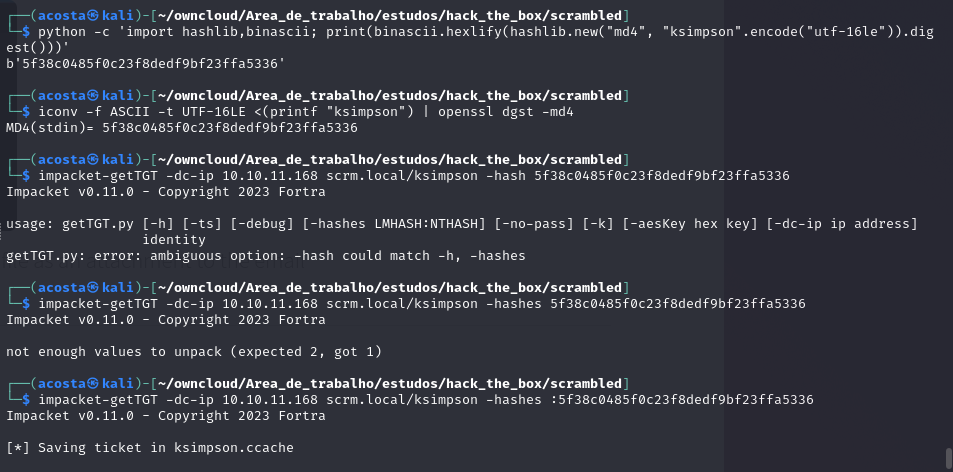 ┌──(acosta㉿kali)-[~/owncloud/Area_de_trabalho/estudos/hack_the_box/scrambled]
└─$ python -c 'import hashlib,binascii; print(binascii.hexlify(hashlib.new("md4", "ksimpson".encode("utf-16le")).dig
est()))'
b'5f38c0485f0c23f8dedf9bf23ffa5336'
┌──(acosta㉿kali)-[~/owncloud/Area_de_trabalho/estudos/hack_the_box/scrambled]
└─$ iconv -f ASCII -t UTF-16LE <(printf "ksimpson") | openssl dgst -md4
MD4(stdin)= 5f38c0485f0c23f8dedf9bf23ffa5336
┌──(acosta㉿kali)-[~/owncloud/Area_de_trabalho/estudos/hack_the_box/scrambled]
└─$ impacket-getTGT -dc-ip 10.10.11.168 scrm.local/ksimpson -hash 5f38c0485f0c23f8dedf9bf23ffa5336
Impacket v0.11.0 - Copyright 2023 Fortra
usage: getTGT.py [-h] [-ts] [-debug] [-hashes LMHASH:NTHASH] [-no-pass] [-k] [-aesKey hex key] [-dc-ip ip address]
identity
getTGT.py: error: ambiguous option: -hash could match -h, -hashes
┌──(acosta㉿kali)-[~/owncloud/Area_de_trabalho/estudos/hack_the_box/scrambled]
└─$ impacket-getTGT -dc-ip 10.10.11.168 scrm.local/ksimpson -hashes 5f38c0485f0c23f8dedf9bf23ffa5336
Impacket v0.11.0 - Copyright 2023 Fortra
not enough values to unpack (expected 2, got 1)
┌──(acosta㉿kali)-[~/owncloud/Area_de_trabalho/estudos/hack_the_box/scrambled]
└─$ impacket-getTGT -dc-ip 10.10.11.168 scrm.local/ksimpson -hashes :5f38c0485f0c23f8dedf9bf23ffa5336
Impacket v0.11.0 - Copyright 2023 Fortra
[*] Saving ticket in ksimpson.ccache